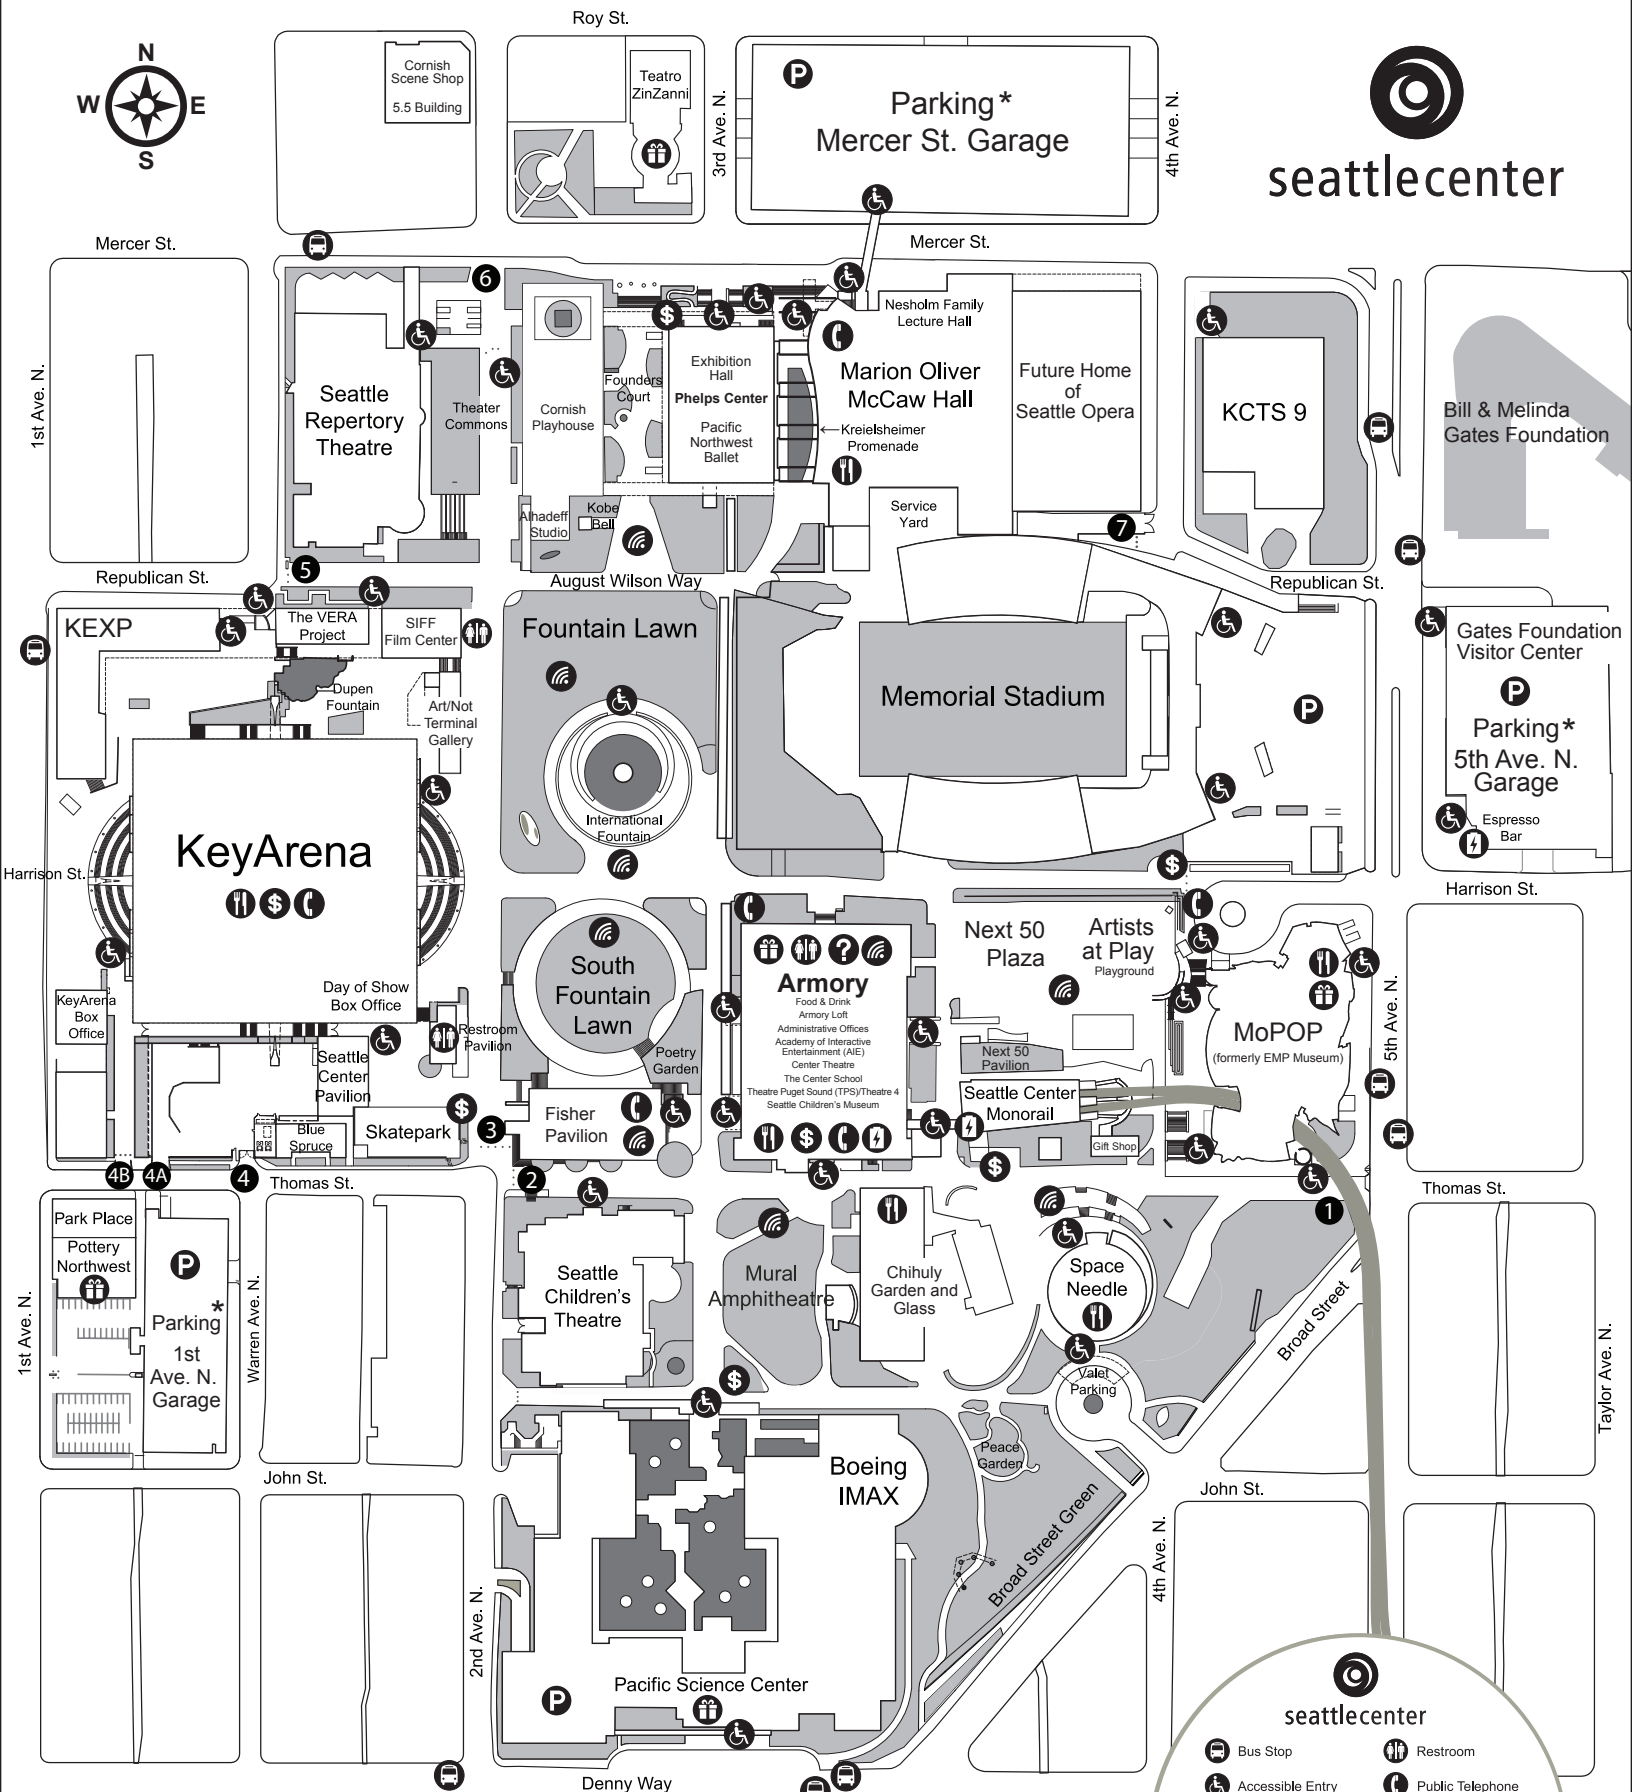 Roy St.
N
W E
S
Cornish
Scene Shop
5.5 Building
Teatro
ZinZanni
3rd Ave. N.
P
Parking*
Mercer St. Garage
4th Ave. N.
seattlecenter
Mercer St.
Mercer St.
6
1st Ave. N.
Seattle
Repertory
Theatre
Theater
Commons
Cornish
Playhouse
Founders
Court
$
Exhibition
Hall
Phelps Center
Pacific
Northwest
Ballet
Nesholm Family
Lecture Hall
Marion Oliver
McCaw Hall
Kreielsheimer
Promenade
Future Home
of
Seattle Opera
KCTS 9
Bill & Melinda
Gates Foundation
Alhadeff
Studio
Kobe
Bell
Service
Yard
7
5
Republican St.
August Wilson Way
Republican St.
KEXP
The VERA
Project
SIFF
Film Center
Fountain Lawn
Dupen
Fountain
Art/Not
Terminal
Gallery
Memorial Stadium
P
Gates Foundation
Visitor Center
P
Parking*
5th Ave. N.
Garage
Espresso
Bar
International
Fountain
KeyArena
$
Harrison St.
$
Harrison St.
Day of Show
Box Office
KeyArena
Box
Office
Restroom
Pavilion
South
Fountain
Lawn
Poetry
Garden
?
Armory
Food & Drink
Armory Loft
Administrative Offices
Academy of Interactive
Entertainment (AIE)
Center Theatre
The Center School
Theatre Puget Sound (TPS)/Theatre 4
Seattle Children's Museum
$
Next 50
Plaza
Artists
at Play
Playground
Next 50
Pavilion
Seattle Center
Monorail
Gift Shop
$
MoPOP
(formerly EMP Museum)
5th Ave. N.
Seattle
Center
Pavilion
Blue
Spruce
Skatepark
$
3
Fisher
Pavilion
4B
4A
4
2
1
Thomas St.
Thomas St.
Park Place
Pottery
Northwest
P
Parking*
1st
Ave. N.
Garage
1st Ave. N.
Warren Ave. N.
Seattle
Children's
Theatre
Mural
Amphitheatre
$
Chihuly
Garden and
Glass
Space
Needle
Valet
Parking
Broad Street
Taylor Ave. N.
John St.
John St.
Boeing
IMAX
Peace
Garden
Broad Street Green
4th Ave. N.
2nd Ave. N.
Pacific Science Center
P
Denny Way
seattlecenter
Bus Stop
Restroom
Accessible Entry
Public Telephone